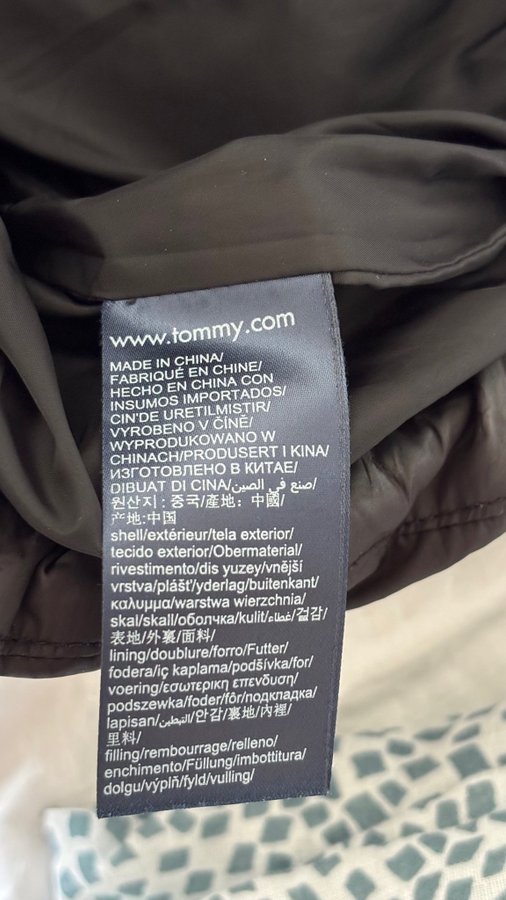 www.tommy.com
MADE IN CHINA/
FABRIQUÉ EN CHINE/
HECHO EN CHINA CON
INSUMOS IMPORTADOS/
CIN'DE URETILMISTIR/
VYROBENO V ČÍNĚ/
WYPRODUKOWANO W
CHINACH/PRODUSERT I KINA/
ИЗГОТОВЛЕНО В КИТАЕ/
DIBUAT DI CINA/صنع في الصين/
원산지 : 중국/產地: 中國/
产地:中国
shell/extérieur/tela exterior/
tecido exterior/Obermaterial/
rivestimento/dis yuzey/vnější
vrstva/plášť/yderlag/buitenkant/
καλυμμα/warstwa wierzchnia/
skal/skall/оболчка/kulit/غطاء/겉감/
表地/外裏/面料/
lining/doublure/forro/Futter/
fodera/iç kaplama/podšívka/for/
voering/εσωτερικη επενδυση/
podszewka/foder/fôr/подкладка/
lapisan/التبطين/안감/裏地/內裡/
里料/
filling/rembourrage/relleno/
enchimento/Füllung/imbottitura/
dolgu/výplň/fyld/vulling/